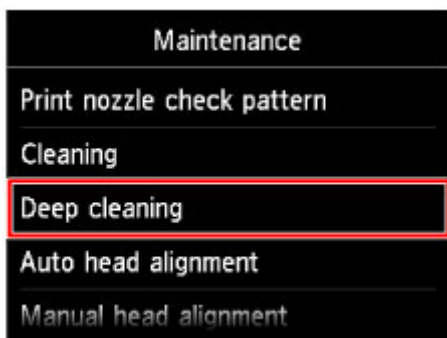 Maintenance
Print nozzle check pattern
Cleaning
Deep cleaning
Auto head alignment
Manual head alignment